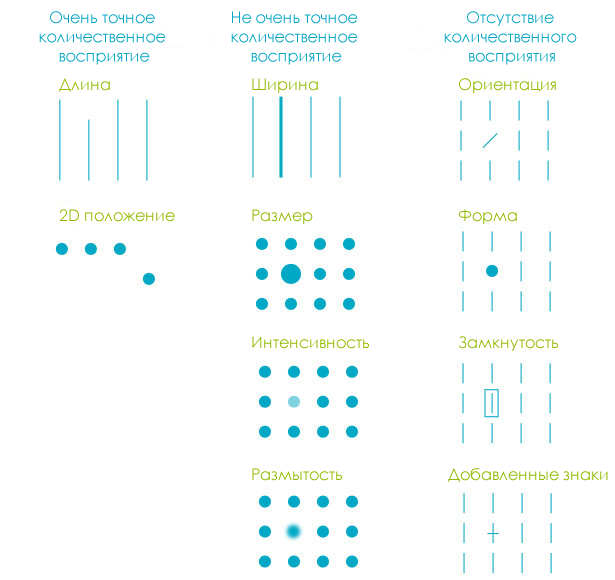 Очень точное
количественное
восприятие
Не очень точное
количественное
восприятие
Отсутствие
количественного
восприятия
Длина
Ширина
Ориентация
2D положение
Размер
Форма
Интенсивность
Замкнутость
Размытость
Добавленные знаки